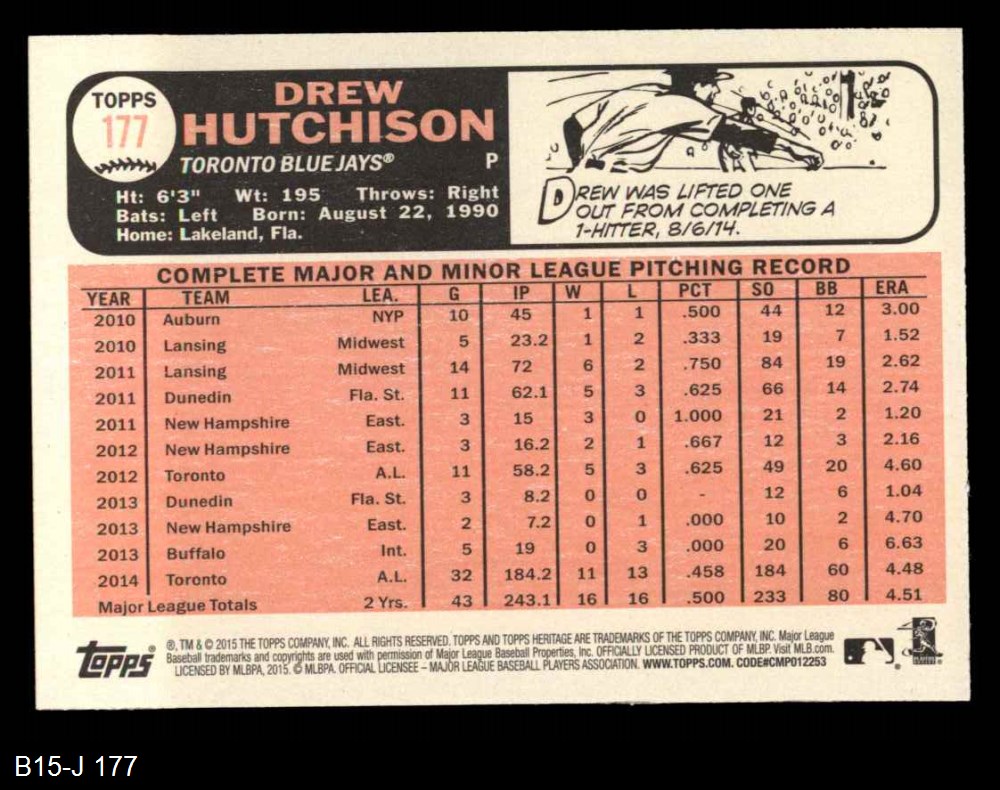 TOPPS
177
DREW
HUTCHISON
TORONTO BLUE JAYS® P
Ht: 6'3" Wt: 195 Throws: Right
Bats: Left Born: August 22, 1990
Home: Lakeland, Fla.
DREW WAS LIFTED ONE
OUT FROM COMPLETING A
1-HITTER, 8/6/14.
COMPLETE MAJOR AND MINOR LEAGUE PITCHING RECORD
YEAR TEAM LEA. G IP W L PCT SO BB ERA
2010 Auburn NYP 10 45 1 1 .500 44 12 3.00
2010 Lansing Midwest 5 23.2 1 2 .333 19 7 1.52
2011 Lansing Midwest 14 72 6 2 .750 84 19 2.62
2011 Dunedin Fla. St. 11 62.1 5 3 .625 66 14 2.74
2011 New Hampshire East. 3 15 3 0 1.000 21 2 1.20
2012 New Hampshire East. 3 16.2 2 1 .667 12 3 2.16
2012 Toronto A.L. 11 58.2 5 3 .625 49 20 4.60
2013 Dunedin Fla. St. 3 8.2 0 0 - 12 6 1.04
2013 New Hampshire East. 2 7.2 0 1 .000 10 2 4.70
2013 Buffalo Int. 5 19 0 3 .000 20 6 6.63
2014 Toronto A.L. 32 184.2 11 13 .458 184 60 4.48
Major League Totals 2 Yrs. 43 243.1 16 16 .500 233 80 4.51
topps®
®, TM & © 2015 THE TOPPS COMPANY, INC. ALL RIGHTS RESERVED. TOPPS AND TOPPS HERITAGE ARE TRADEMARKS OF THE TOPPS COMPANY, INC. Major League
Baseball trademarks and copyrights are used with permission of Major League Baseball Properties, Inc. OFFICIALLY LICENSED PRODUCT OF MLBP. Visit MLB.com.
LICENSED BY MLBPA, 2015. © MLBPA. OFFICIAL LICENSEE – MAJOR LEAGUE BASEBALL PLAYERS ASSOCIATION. WWW.TOPPS.COM. CODE#CMP012253
B15-J 177